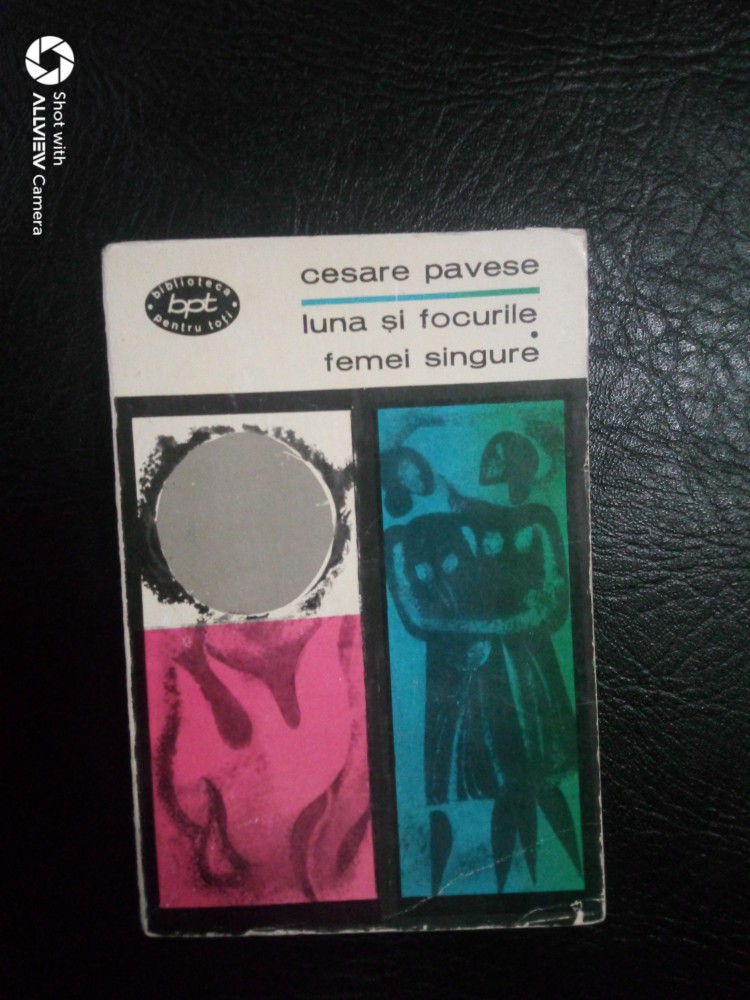 Shot with
ALLVIEW Camera
biblioteca
bpt
pentru toți
cesare pavese
luna și focurile
•
femei singure